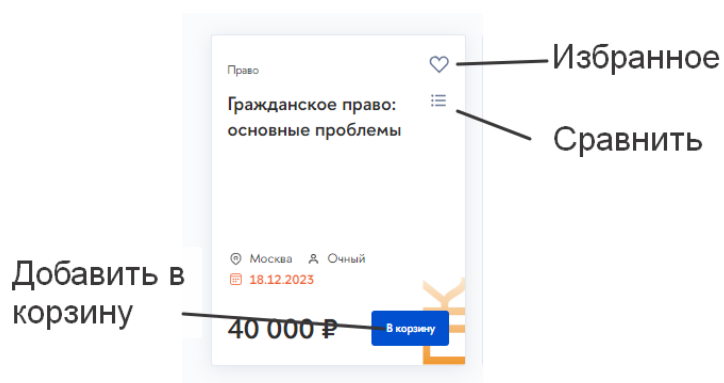 Право
Избранное
Гражданское право:
основные проблемы
Сравнить
Москва Очный
18.12.2023
Добавить в
корзину
40 000 ₽
В корзину